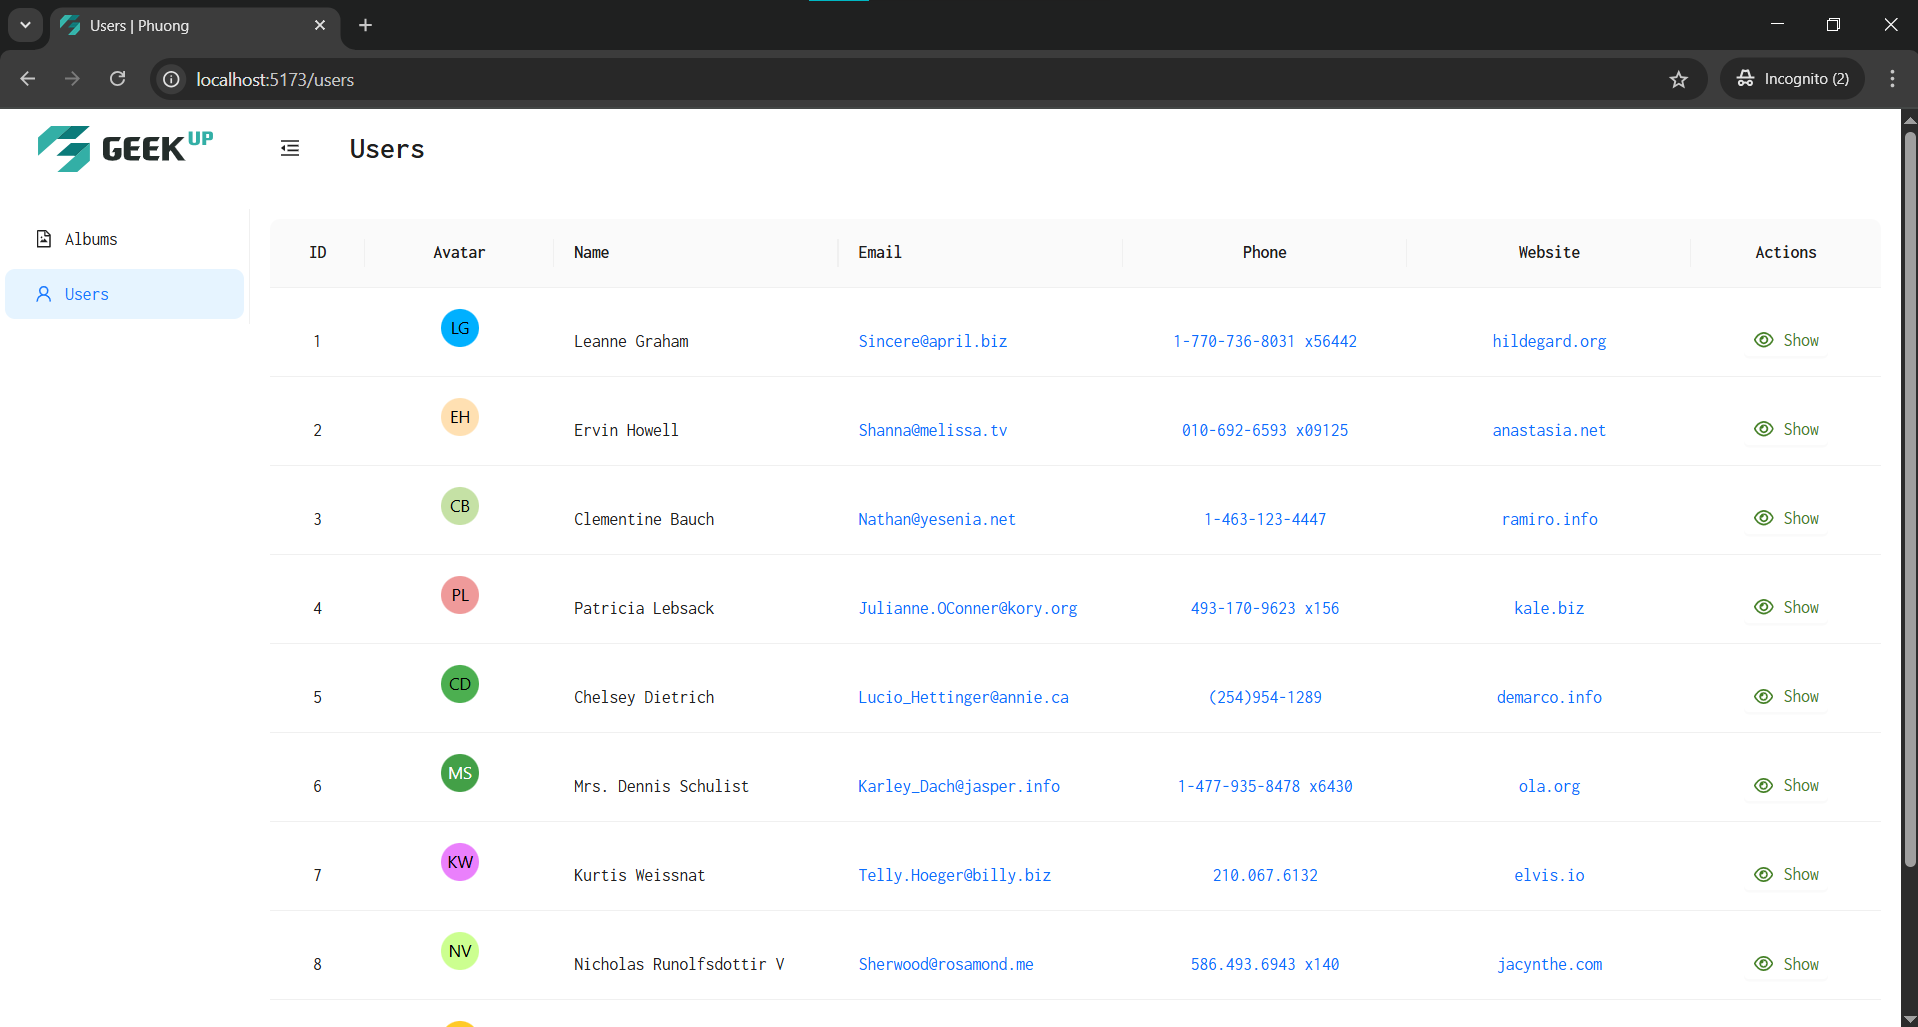 Users | Phuong
localhost:5173/users
Incognito (2)
GEEK UP
Users
Albums
Users
ID Avatar Name Email Phone Website Actions
1 LG Leanne Graham Sincere@april.biz 1-770-736-8031 x56442 hildegard.org Show
2 EH Ervin Howell Shanna@melissa.tv 010-692-6593 x09125 anastasia.net Show
3 CB Clementine Bauch Nathan@yesenia.net 1-463-123-4447 ramiro.info Show
4 PL Patricia Lebsack Julianne.OConner@kory.org 493-170-9623 x156 kale.biz Show
5 CD Chelsey Dietrich Lucio_Hettinger@annie.ca (254)954-1289 demarco.info Show
6 MS Mrs. Dennis Schulist Karley_Dach@jasper.info 1-477-935-8478 x6430 ola.org Show
7 KW Kurtis Weissnat Telly.Hoeger@billy.biz 210.067.6132 elvis.io Show
8 NV Nicholas Runolfsdottir V Sherwood@rosamond.me 586.493.6943 x140 jacynthe.com Show